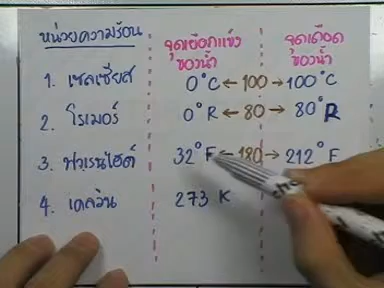 หน่วยความร้อน
จุดเยือกแข็ง
ของน้ำ
จุดเดือด
ของน้ำ
1. เซลเซียส 0°C ← 100 → 100°C
2. โรเมอร์ 0°R ← 80 → 80°R
3. ฟาเรนไฮต์ 32°F ← 180 → 212°F
4. เคลวิน 273 K